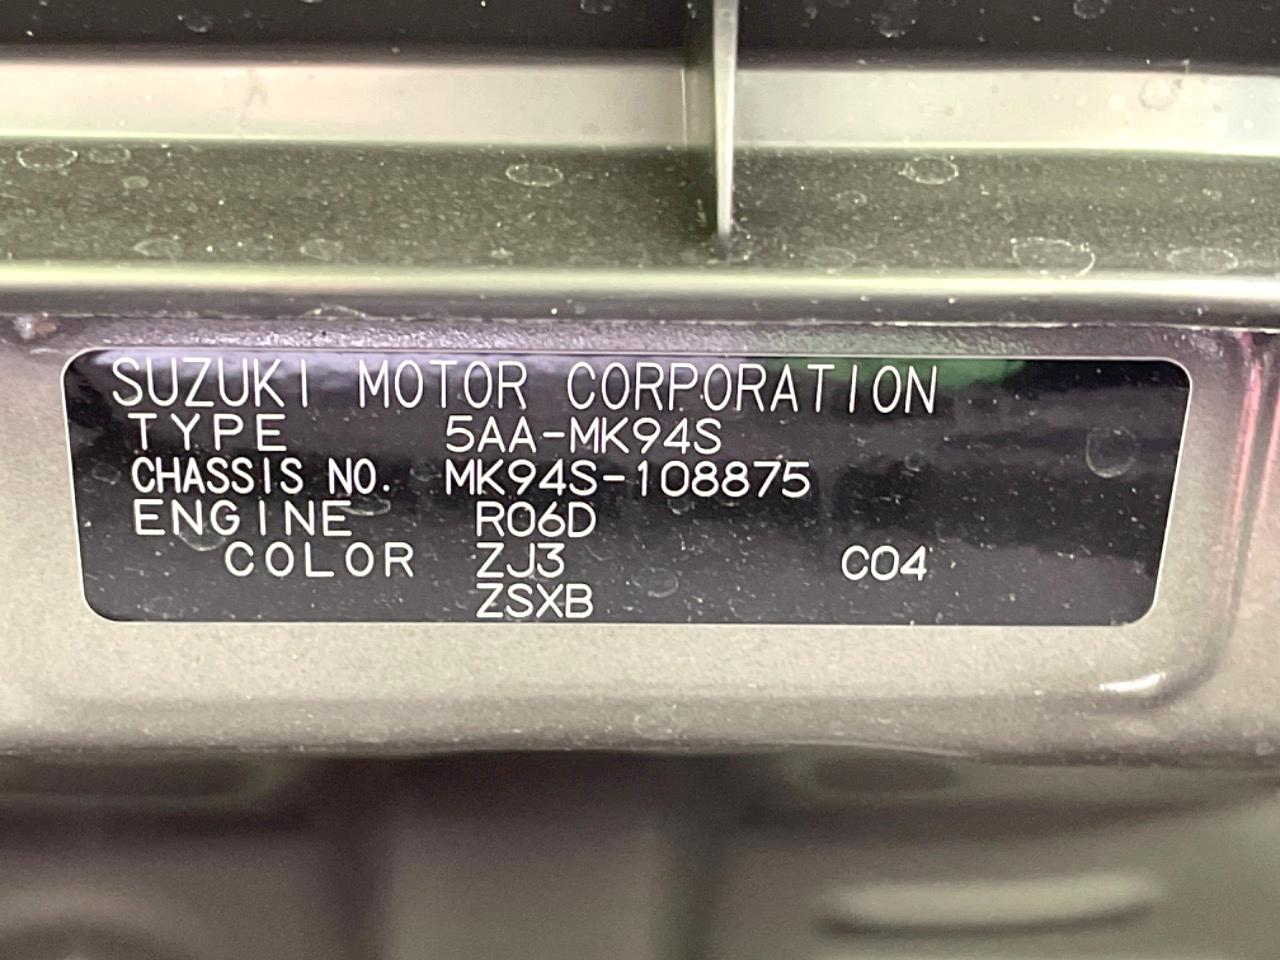 SUZUKI MOTOR CORPORATION
TYPE 5AA-MK94S
CHASSIS NO. MK94S-108875
ENGINE R06D
COLOR ZJ3 C04
ZSXB